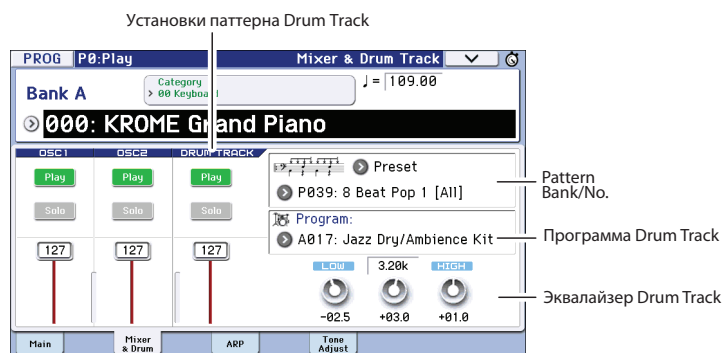 Установки паттерна Drum Track
PROG P0:Play Mixer & Drum Track
Bank A
Category
00 Keyboard
♩= 109.00
000: KROME Grand Piano
OSC1 OSC2 DRUM TRACK
Play Play Play
Solo Solo Solo
127 127 127
Preset
P039: 8 Beat Pop 1 [All]
Pattern
Bank/No.
Program:
A017: Jazz Dry/Ambience Kit
Программа Drum Track
LOW 3.20k HIGH
-02.5 +03.0 +01.0
Эквалайзер Drum Track
Main
Mixer
& Drum
ARP
Tone
Adjust